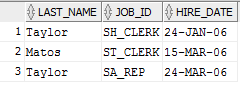 LAST_NAME JOB_ID HIRE_DATE
1 Taylor SH_CLERK 24-JAN-06
2 Matos ST_CLERK 15-MAR-06
3 Taylor SA_REP 24-MAR-06